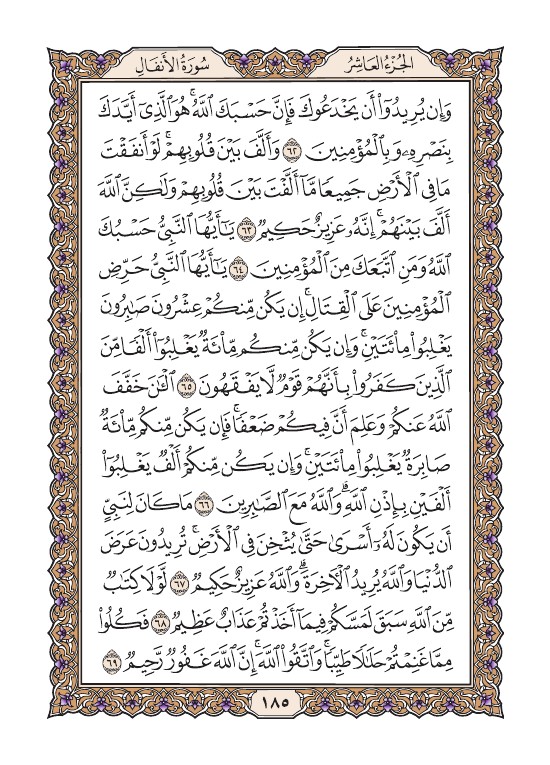 الجُزْءُ العَاشِرُ
سُورَةُ الأَنفَالِ
وَإِن يُرِيدُوٓاْ أَن يَخۡدَعُوكَ فَإِنَّ حَسۡبَكَ ٱللَّهُۚ هُوَ ٱلَّذِيٓ أَيَّدَكَ
بِنَصۡرِهِۦ وَبِٱلۡمُؤۡمِنِينَ ٦٢ وَأَلَّفَ بَيۡنَ قُلُوبِهِمۡۚ لَوۡ أَنفَقۡتَ
مَا فِي ٱلۡأَرۡضِ جَمِيعٗا مَّآ أَلَّفۡتَ بَيۡنَ قُلُوبِهِمۡ وَلَٰكِنَّ ٱللَّهَ
أَلَّفَ بَيۡنَهُمۡۚ إِنَّهُۥ عَزِيزٌ حَكِيمٞ ٦٣ يَٰٓأَيُّهَا ٱلنَّبِيُّ حَسۡبُكَ
ٱللَّهُ وَمَنِ ٱتَّبَعَكَ مِنَ ٱلۡمُؤۡمِنِينَ ٦٤ يَٰٓأَيُّهَا ٱلنَّبِيُّ حَرِّضِ
ٱلۡمُؤۡمِنِينَ عَلَى ٱلۡقِتَالِۚ إِن يَكُن مِّنكُمۡ عِشۡرُونَ صَٰبِرُونَ
يَغۡلِبُواْ مِاْئَتَيۡنِۚ وَإِن يَكُن مِّنكُم مِّاْئَةٞ يَغۡلِبُوٓاْ أَلۡفٗا مِّنَ
ٱلَّذِينَ كَفَرُواْ بِأَنَّهُمۡ قَوۡمٞ لَّا يَفۡقَهُونَ ٦٥ ٱلۡـَٰٔنَ خَفَّفَ
ٱللَّهُ عَنكُمۡ وَعَلِمَ أَنَّ فِيكُمۡ ضَعۡفٗاۚ فَإِن يَكُن مِّنكُم مِّاْئَةٞ
صَابِرَةٞ يَغۡلِبُواْ مِاْئَتَيۡنِۚ وَإِن يَكُن مِّنكُمۡ أَلۡفٞ يَغۡلِبُوٓاْ
أَلۡفَيۡنِ بِإِذۡنِ ٱللَّهِۗ وَٱللَّهُ مَعَ ٱلصَّٰبِرِينَ ٦٦ مَا كَانَ لِنَبِيٍّ
أَن يَكُونَ لَهُۥٓ أَسۡرَىٰ حَتَّىٰ يُثۡخِنَ فِي ٱلۡأَرۡضِۚ تُرِيدُونَ عَرَضَ
ٱلدُّنۡيَا وَٱللَّهُ يُرِيدُ ٱلۡأٓخِرَةَۗ وَٱللَّهُ عَزِيزٌ حَكِيمٞ ٦٧ لَّوۡلَا كِتَٰبٞ
مِّنَ ٱللَّهِ سَبَقَ لَمَسَّكُمۡ فِيمَآ أَخَذۡتُمۡ عَذَابٌ عَظِيمٞ ٦٨ فَكُلُواْ
مِمَّا غَنِمۡتُمۡ حَلَٰلٗا طَيِّبٗاۚ وَٱتَّقُواْ ٱللَّهَۚ إِنَّ ٱللَّهَ غَفُورٞ رَّحِيمٞ ٦٩
١٨٥